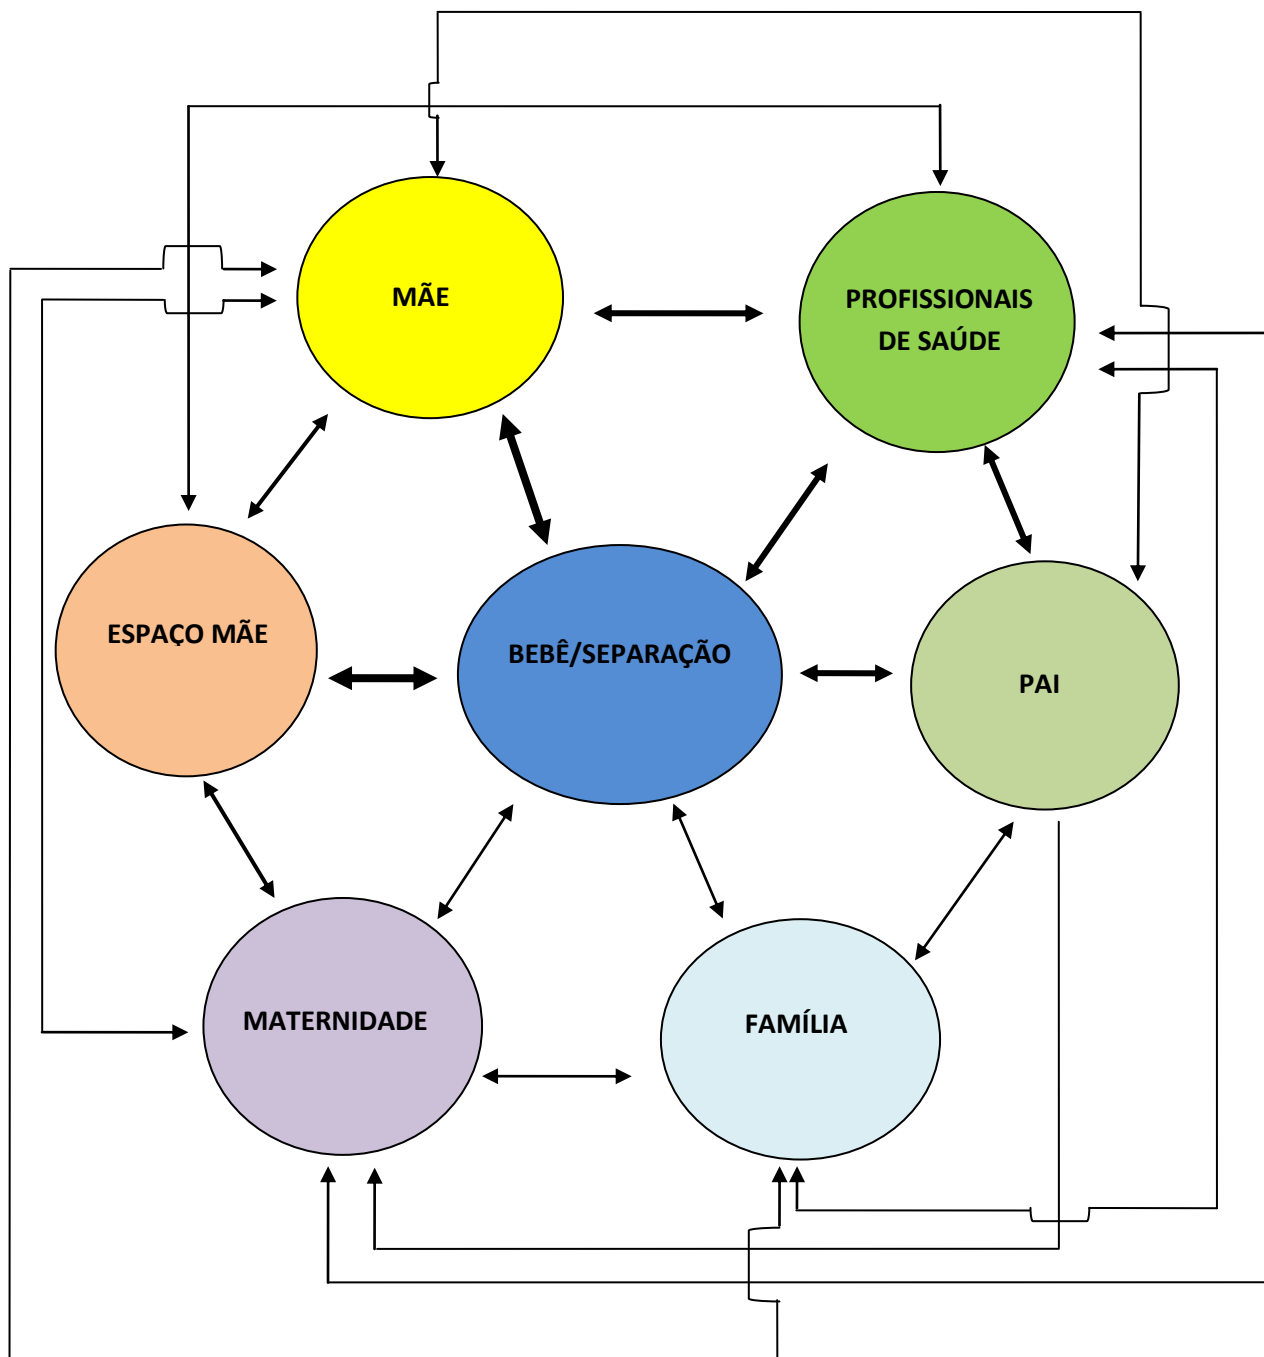 MÃE
PROFISSIONAIS
DE SAÚDE
ESPAÇO MÃE
BEBÊ/SEPARAÇÃO
PAI
MATERNIDADE
FAMÍLIA